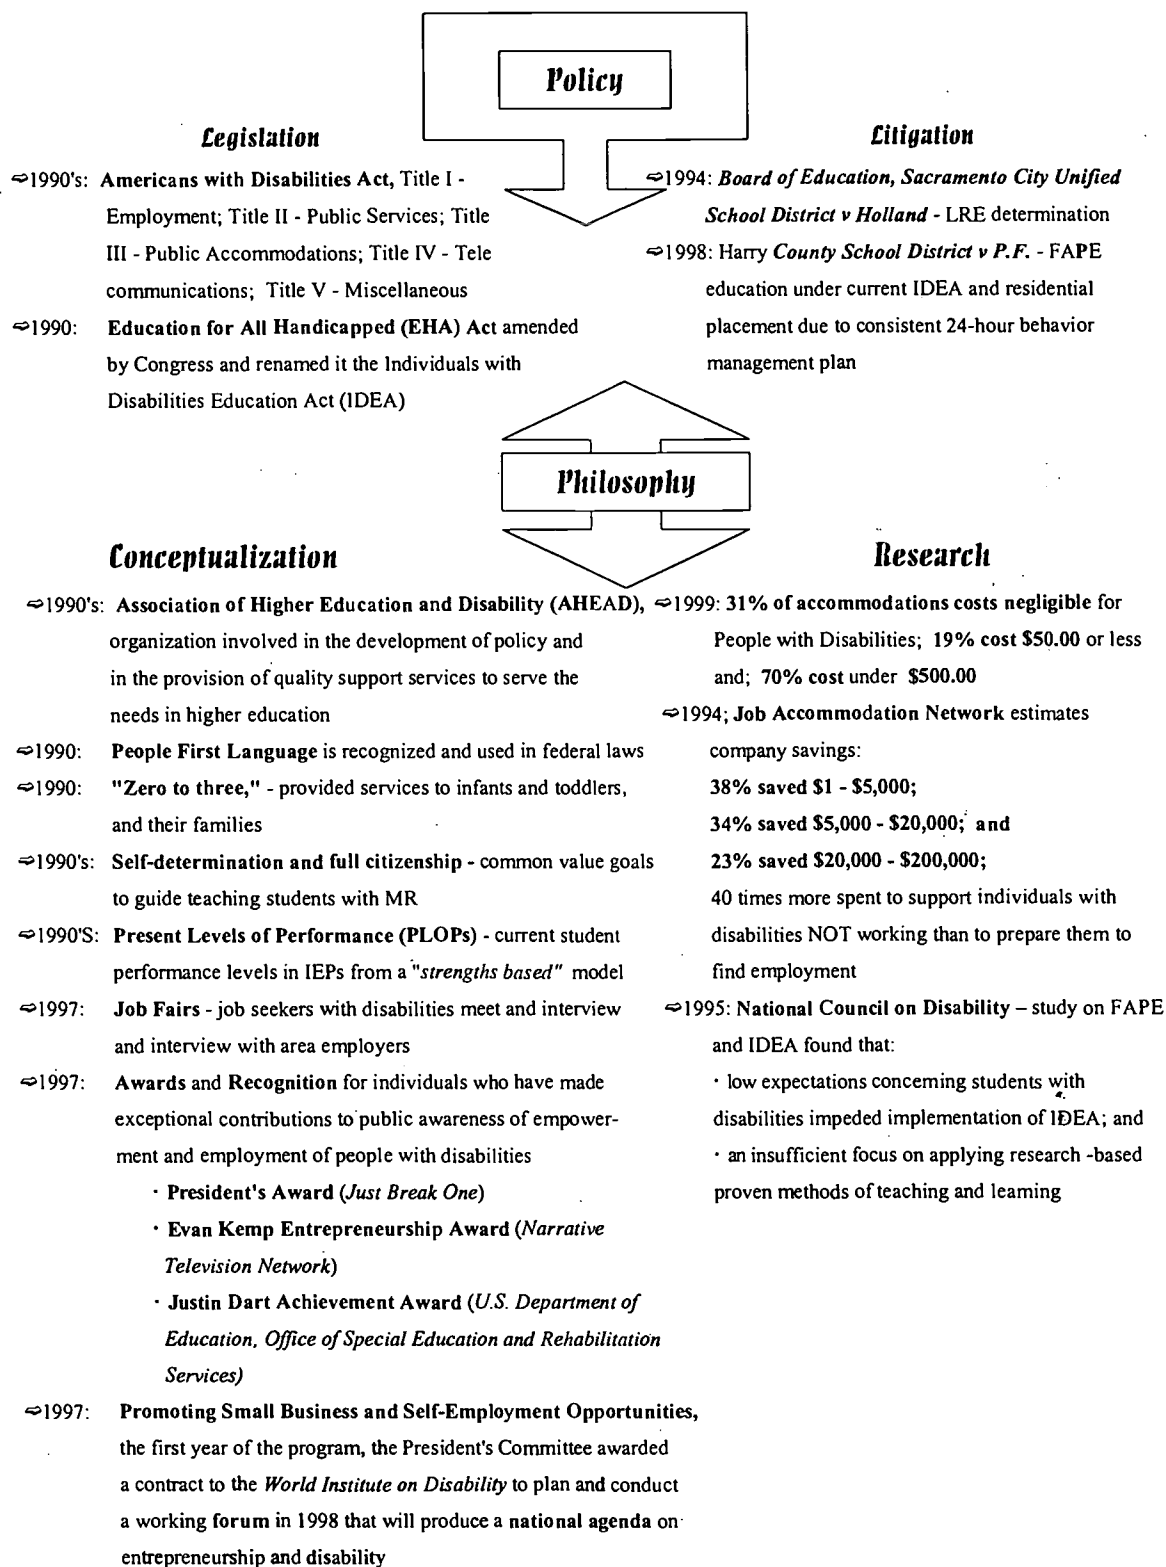 Policy
Legislation
⇨1990's: Americans with Disabilities Act, Title I -
Employment; Title II - Public Services; Title
III - Public Accommodations; Title IV - Tele
communications; Title V - Miscellaneous
⇨1990: Education for All Handicapped (EHA) Act amended
by Congress and renamed it the Individuals with
Disabilities Education Act (IDEA)
Litigation
⇨1994: Board of Education, Sacramento City Unified
School District v Holland - LRE determination
⇨1998: Harry County School District v P.F. - FAPE
education under current IDEA and residential
placement due to consistent 24-hour behavior
management plan
Philosophy
Conceptualization
⇨1990's: Association of Higher Education and Disability (AHEAD),
organization involved in the development of policy and
in the provision of quality support services to serve the
needs in higher education
⇨1990: People First Language is recognized and used in federal laws
⇨1990: "Zero to three," - provided services to infants and toddlers,
and their families
⇨1990's: Self-determination and full citizenship - common value goals
to guide teaching students with MR
⇨1990'S: Present Levels of Performance (PLOPs) - current student
performance levels in IEPs from a "strengths based" model
⇨1997: Job Fairs - job seekers with disabilities meet and interview
and interview with area employers
⇨1997: Awards and Recognition for individuals who have made
exceptional contributions to public awareness of empower-
ment and employment of people with disabilities
· President's Award (Just Break One)
· Evan Kemp Entrepreneurship Award (Narrative
Television Network)
· Justin Dart Achievement Award (U.S. Department of
Education, Office of Special Education and Rehabilitation
Services)
⇨1997: Promoting Small Business and Self-Employment Opportunities,
the first year of the program, the President's Committee awarded
a contract to the World Institute on Disability to plan and conduct
a working forum in 1998 that will produce a national agenda on
entrepreneurship and disability
Research
⇨1999: 31% of accommodations costs negligible for
People with Disabilities; 19% cost $50.00 or less
and; 70% cost under $500.00
⇨1994; Job Accommodation Network estimates
company savings:
38% saved $1 - $5,000;
34% saved $5,000 - $20,000; and
23% saved $20,000 - $200,000;
40 times more spent to support individuals with
disabilities NOT working than to prepare them to
find employment
⇨1995: National Council on Disability – study on FAPE
and IDEA found that:
· low expectations concerning students with
disabilities impeded implementation of IDEA; and
· an insufficient focus on applying research -based
proven methods of teaching and learning